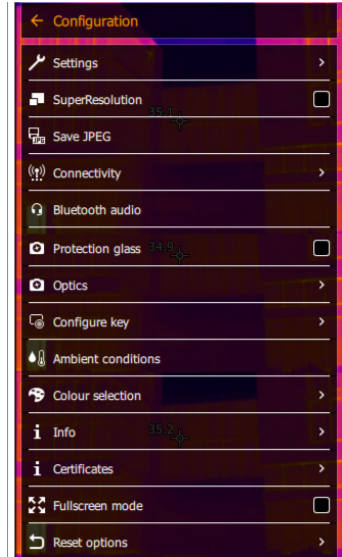 Configuration
Settings
SuperResolution
35.1
Save JPEG
Connectivity
Bluetooth audio
Protection glass
34.9
Optics
Configure key
Ambient conditions
Colour selection
Info
35.2
Certificates
Fullscreen mode
Reset options